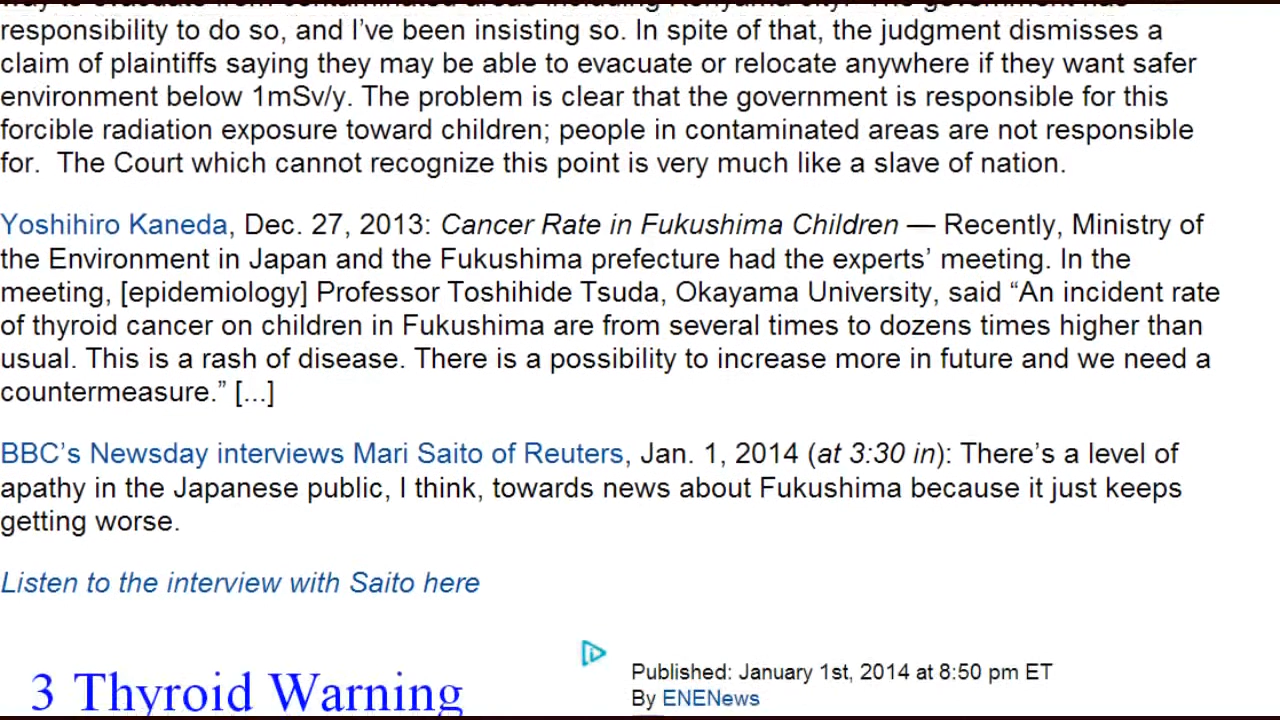 responsibility to do so, and I've been insisting so. In spite of that, the judgment dismisses a
claim of plaintiffs saying they may be able to evacuate or relocate anywhere if they want safer
environment below 1mSv/y. The problem is clear that the government is responsible for this
forcible radiation exposure toward children; people in contaminated areas are not responsible
for.  The Court which cannot recognize this point is very much like a slave of nation.
Yoshihiro Kaneda, Dec. 27, 2013: Cancer Rate in Fukushima Children — Recently, Ministry of
the Environment in Japan and the Fukushima prefecture had the experts' meeting. In the
meeting, [epidemiology] Professor Toshihide Tsuda, Okayama University, said “An incident rate
of thyroid cancer on children in Fukushima are from several times to dozens times higher than
usual. This is a rash of disease. There is a possibility to increase more in future and we need a
countermeasure.” [...]
BBC's Newsday interviews Mari Saito of Reuters, Jan. 1, 2014 (at 3:30 in): There's a level of
apathy in the Japanese public, I think, towards news about Fukushima because it just keeps
getting worse.
Listen to the interview with Saito here
3 Thyroid Warning
Published: January 1st, 2014 at 8:50 pm ET
By ENENews